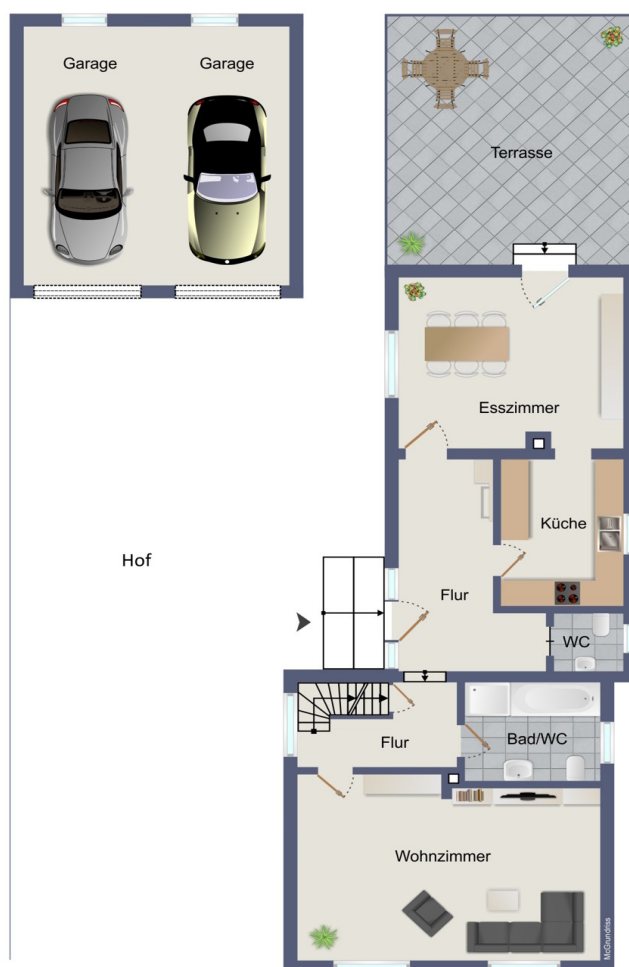 Garage
Garage
Terrasse
Esszimmer
Küche
Hof
Flur
WC
Flur
Bad/WC
Wohnzimmer
McGrundriss